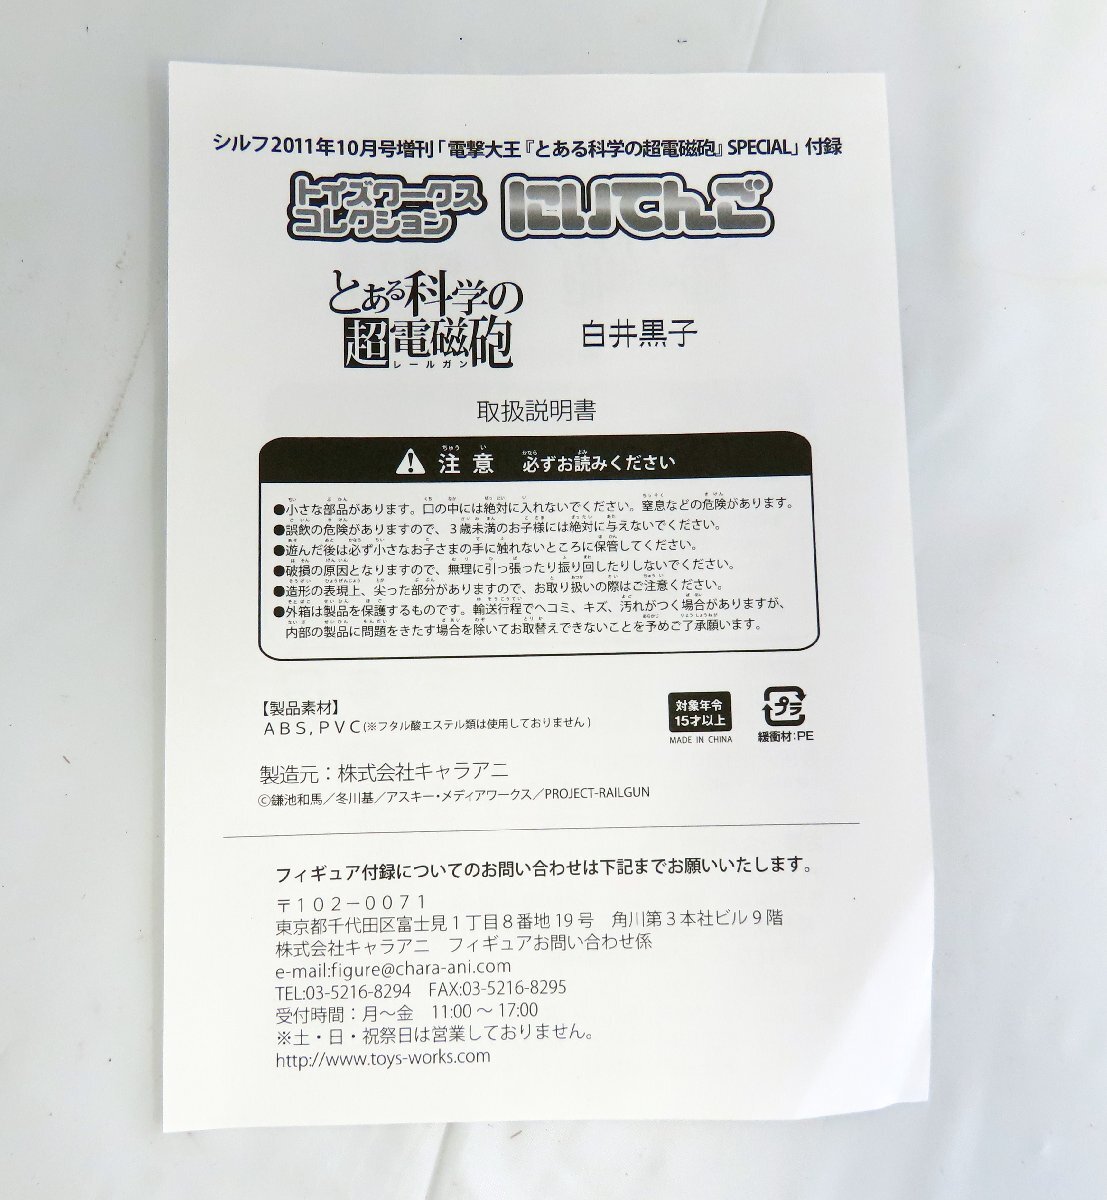 シルフ2011年10月号増刊「電撃大王『とある科学の超電磁砲』SPECIAL」付録
トイズワークス
コレクション
にいてんご
とある科学の
超電磁砲
レールガン
白井黒子
取扱説明書
注意 必ずお読みください
●小さな部品があります。口の中には絶対に入れないでください。窒息などの危険があります。
●誤飲の危険がありますので、3歳未満のお子様には絶対に与えないでください。
●遊んだ後は必ず小さなお子さまの手に触れないところに保管してください。
●破損の原因となりますので、無理に引っ張ったり振り回したりしないでください。
●造形の表現上、尖った部分がありますので、お取り扱いの際はご注意ください。
●外箱は製品を保護するものです。輸送行程でヘコミ、キズ、汚れがつく場合がありますが、
内部の製品に問題をきたす場合を除いてお取替えできないことを予めご了承願います。
【製品素材】
ABS,PVC(※フタル酸エステル類は使用しておりません)
対象年令
15才以上
MADE IN CHINA
プラ
緩衝材:PE
製造元:株式会社キャラアニ
©鎌池和馬/冬川基/アスキー・メディアワークス/PROJECT-RAILGUN
フィギュア付録についてのお問い合わせは下記までお願いいたします。
〒102-0071
東京都千代田区富士見1丁目8番地19号 角川第3本社ビル9階
株式会社キャラアニ フィギュアお問い合わせ係
e-mail:figure@chara-ani.com
TEL:03-5216-8294 FAX:03-5216-8295
受付時間:月〜金 11:00〜17:00
※土・日・祝祭日は営業しておりません。
http://www.toys-works.com